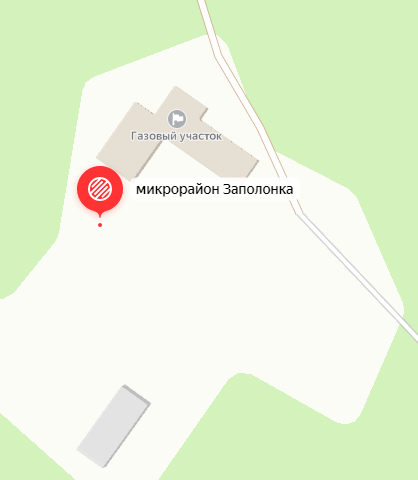 Газовый участок
микрорайон Заполонка